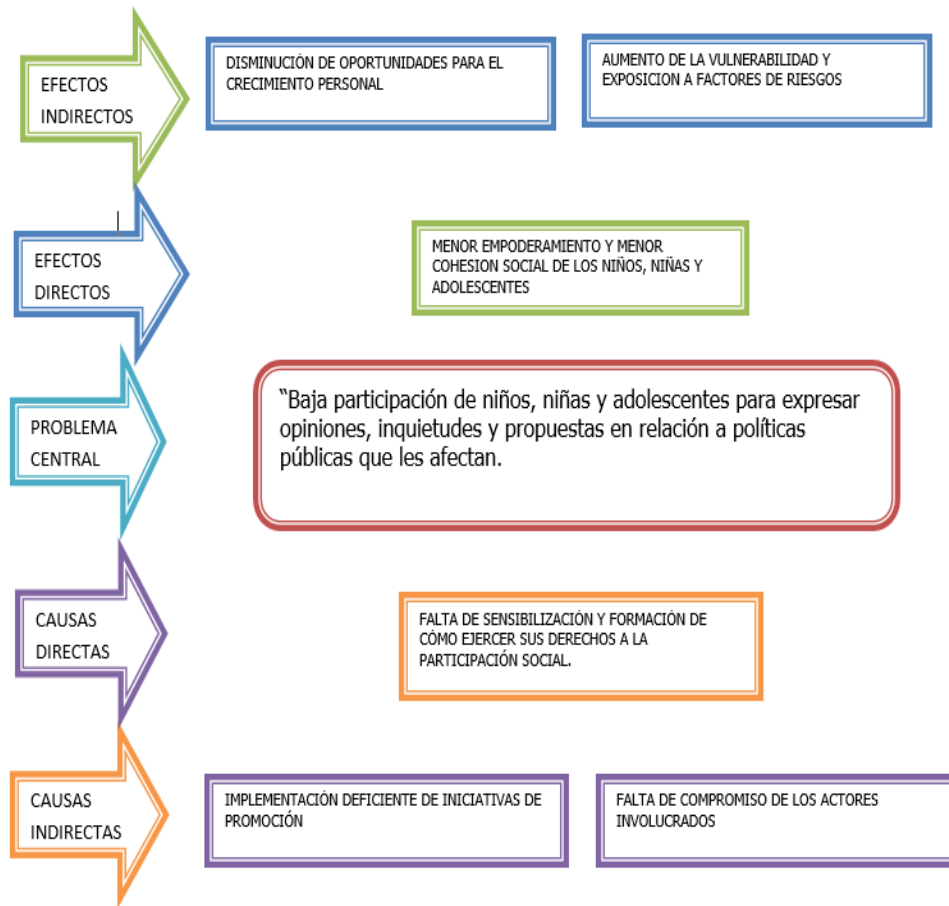 EFECTOS
INDIRECTOS
DISMINUCIÓN DE OPORTUNIDADES PARA EL
CRECIMIENTO PERSONAL
AUMENTO DE LA VULNERABILIDAD Y
EXPOSICION A FACTORES DE RIESGOS
EFECTOS
DIRECTOS
MENOR EMPODERAMIENTO Y MENOR
COHESION SOCIAL DE LOS NIÑOS, NIÑAS Y
ADOLESCENTES
PROBLEMA
CENTRAL
“Baja participación de niños, niñas y adolescentes para expresar
opiniones, inquietudes y propuestas en relación a políticas
públicas que les afectan.
CAUSAS
DIRECTAS
FALTA DE SENSIBILIZACIÓN Y FORMACIÓN DE
CÓMO EJERCER SUS DERECHOS A LA
PARTICIPACIÓN SOCIAL.
CAUSAS
INDIRECTAS
IMPLEMENTACIÓN DEFICIENTE DE INICIATIVAS DE
PROMOCIÓN
FALTA DE COMPROMISO DE LOS ACTORES
INVOLUCRADOS